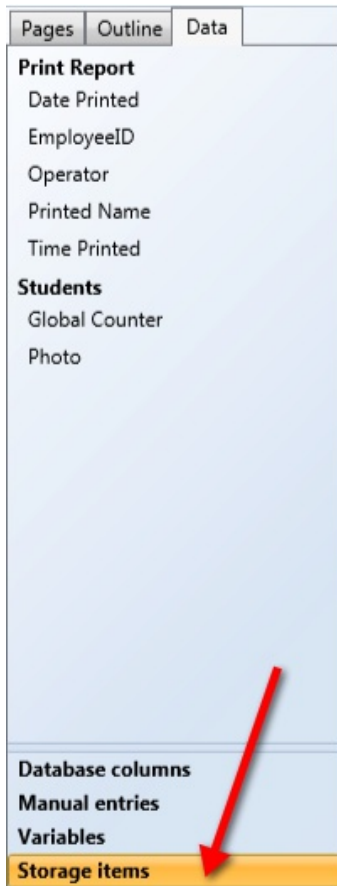 Pages Outline Data
Print Report
Date Printed
EmployeeID
Operator
Printed Name
Time Printed
Students
Global Counter
Photo
Database columns
Manual entries
Variables
Storage items